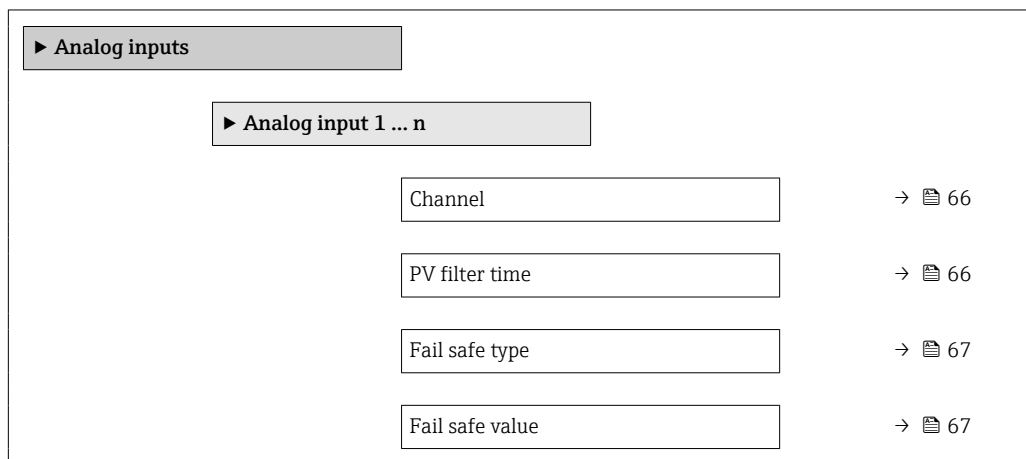 ▶ Analog inputs
▶ Analog input 1 ... n
Channel → 66
PV filter time → 66
Fail safe type → 67
Fail safe value → 67